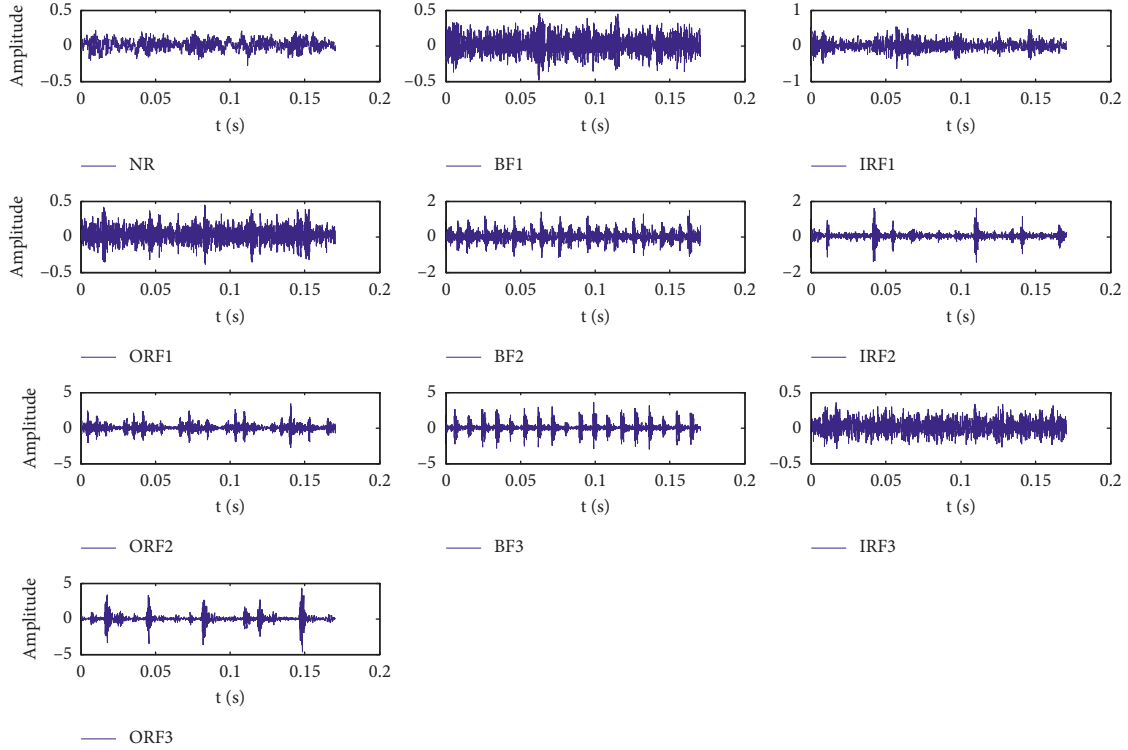 0.5 0.5 1
Amplitude 0 0 0
−0.5 −0.5 −1
0 0.05 0.1 0.15 0.2 0 0.05 0.1 0.15 0.2 0 0.05 0.1 0.15 0.2
t (s) t (s) t (s)
NR BF1 IRF1
0.5 2 2
Amplitude 0 0 0
−0.5 −2 −2
0 0.05 0.1 0.15 0.2 0 0.05 0.1 0.15 0.2 0 0.05 0.1 0.15 0.2
t (s) t (s) t (s)
ORF1 BF2 IRF2
5 5 0.5
Amplitude 0 0 0
−5 −5 −0.5
0 0.05 0.1 0.15 0.2 0 0.05 0.1 0.15 0.2 0 0.05 0.1 0.15 0.2
t (s) t (s) t (s)
ORF2 BF3 IRF3
5
Amplitude 0
−5
0 0.05 0.1 0.15 0.2
t (s)
ORF3